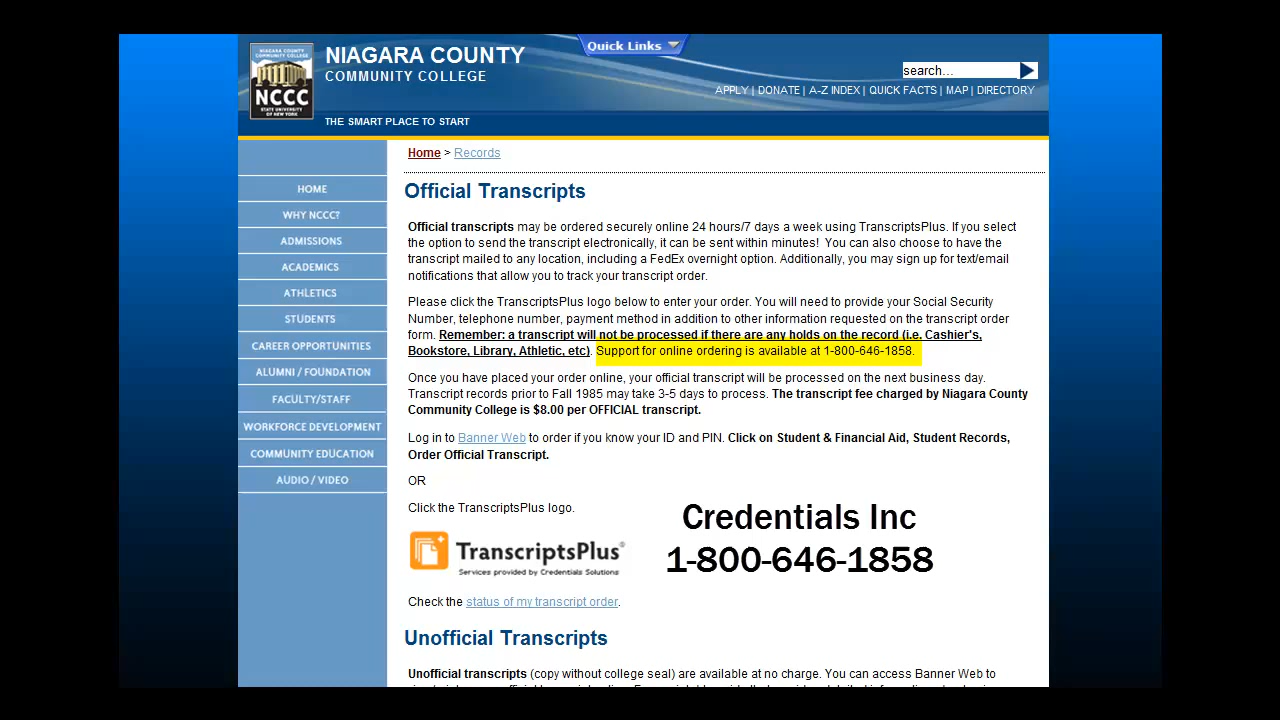 NIAGARA COUNTY
COMMUNITY COLLEGE
THE SMART PLACE TO START
NIAGARA COUNTY
COMMUNITY COLLEGE
NCCC
STATE UNIVERSITY
OF NEW YORK
Quick Links
search...
APPLY | DONATE | A-Z INDEX | QUICK FACTS | MAP | DIRECTORY
HOME
WHY NCCC?
ADMISSIONS
ACADEMICS
ATHLETICS
STUDENTS
CAREER OPPORTUNITIES
ALUMNI / FOUNDATION
FACULTY/STAFF
WORKFORCE DEVELOPMENT
COMMUNITY EDUCATION
AUDIO / VIDEO
Home > Records
Official Transcripts
Official transcripts may be ordered securely online 24 hours/7 days a week using TranscriptsPlus. If you select
the option to send the transcript electronically, it can be sent within minutes! You can also choose to have the
transcript mailed to any location, including a FedEx overnight option. Additionally, you may sign up for text/email
notifications that allow you to track your transcript order.
Please click the TranscriptsPlus logo below to enter your order. You will need to provide your Social Security
Number, telephone number, payment method in addition to other information requested on the transcript order
form. Remember: a transcript will not be processed if there are any holds on the record (i.e. Cashier's,
Bookstore, Library, Athletic, etc). Support for online ordering is available at 1-800-646-1858.
Once you have placed your order online, your official transcript will be processed on the next business day.
Transcript records prior to Fall 1985 may take 3-5 days to process. The transcript fee charged by Niagara County
Community College is $8.00 per OFFICIAL transcript.
Log in to Banner Web to order if you know your ID and PIN. Click on Student & Financial Aid, Student Records,
Order Official Transcript.
OR
Click the TranscriptsPlus logo.
TranscriptsPlus®
Services provided by Credentials Solutions
Credentials Inc
1-800-646-1858
Check the status of my transcript order.
Unofficial Transcripts
Unofficial transcripts (copy without college seal) are available at no charge. You can access Banner Web to